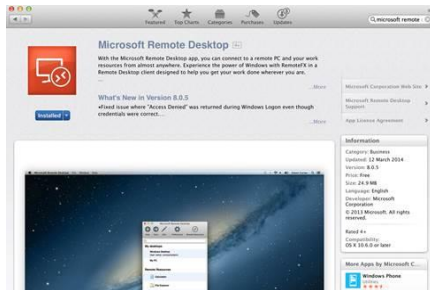 Featured Top Charts Categories Purchases Updates
microsoft remote
Microsoft Remote Desktop
With the Microsoft Remote Desktop app, you can connect to a remote PC and your work
resources from almost anywhere. Experience the power of Windows with RemoteFX in a
Remote Desktop client designed to help you get your work done wherever you are.
...
...More
What's New in Version 8.0.5
•Fixed issue where "Access Denied" was returned during Windows Logon even though
credentials were correct....
...More
Installed
Microsoft Corporation Web Site
Microsoft Remote Desktop
Support
App License Agreement
Information
Category: Business
Updated: 12 March 2014
Version: 8.0.5
Price: Free
Size: 24.9 MB
Language: English
Developer: Microsoft
Corporation
© 2013 Microsoft. All rights
reserved.
Rated 4+
Compatibility:
OS X 10.6.0 or later
More Apps by Microsoft C...
Windows Phone
Utilities
My Desktops
Remote Resources